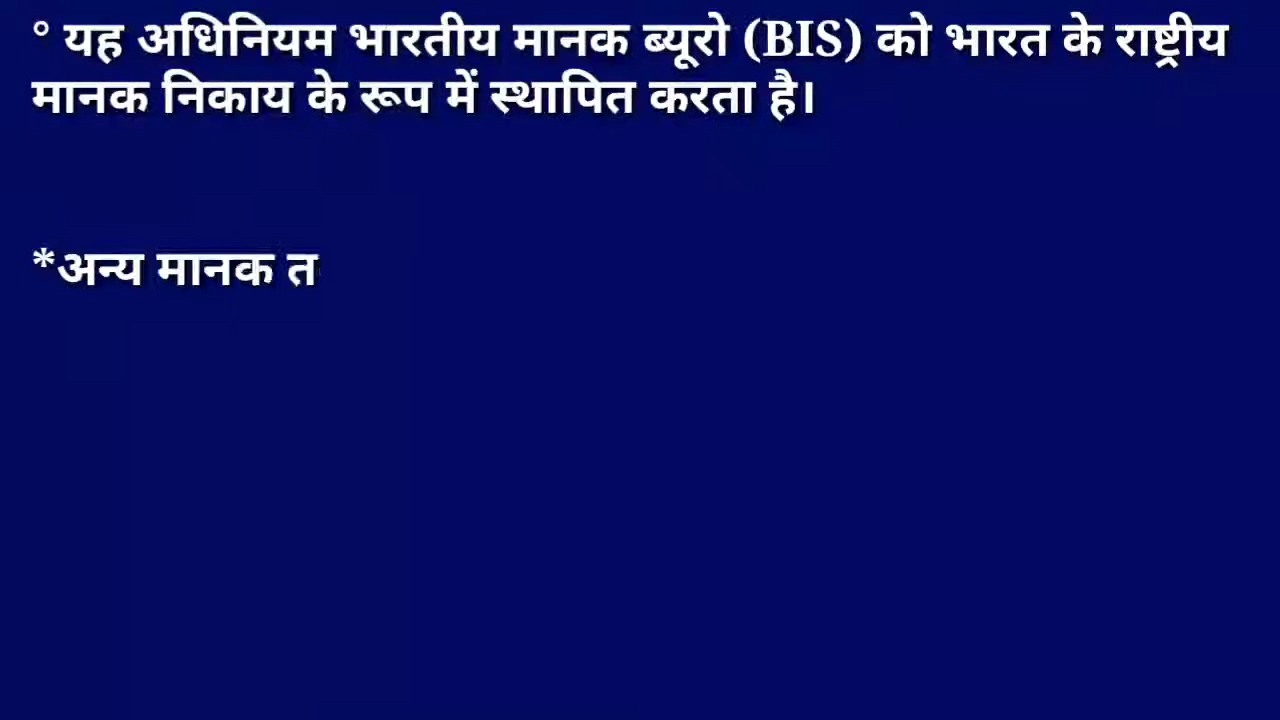 ° यह अधिनियम भारतीय मानक ब्यूरो (BIS) को भारत के राष्ट्रीय
मानक निकाय के रूप में स्थापित करता है।
*अन्य मानक त